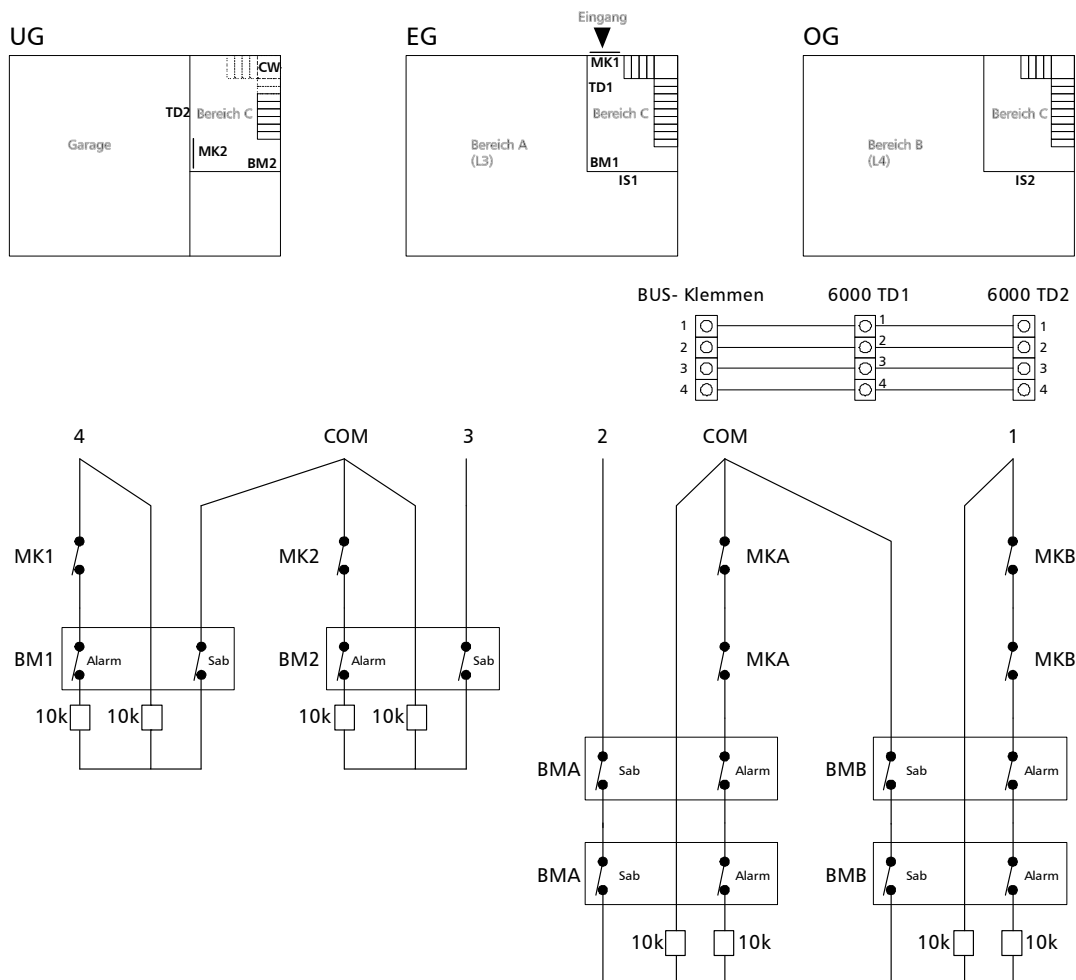 Eingang
UG
EG
OG
CW
MK1
TD1
TD2
Bereich C
Bereich C
Bereich C
Garage
Bereich A
(L3)
Bereich B
(L4)
MK2
BM2
BM1
IS1
IS2
BUS- Klemmen
6000 TD1
6000 TD2
1
1
1
2
2
2
3
3
3
4
4
4
4
COM
3
2
COM
1
MK1
MK2
MKA
MKB
BM1
Alarm
Sab
BM2
Alarm
Sab
MKA
MKB
10k
10k
10k
10k
BMA
Sab
Alarm
BMB
Sab
Alarm
BMA
Sab
Alarm
BMB
Sab
Alarm
10k
10k
10k
10k